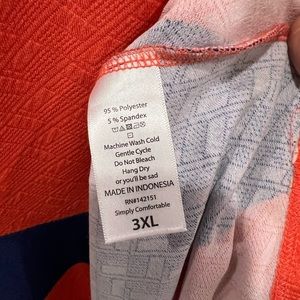 95 % Polyester
5 % Spandex
Machine Wash Cold
Gentle Cycle
Do Not Bleach
Hang Dry
or you'll be sad
MADE IN INDONESIA
RN#142151
Simply Comfortable
3XL